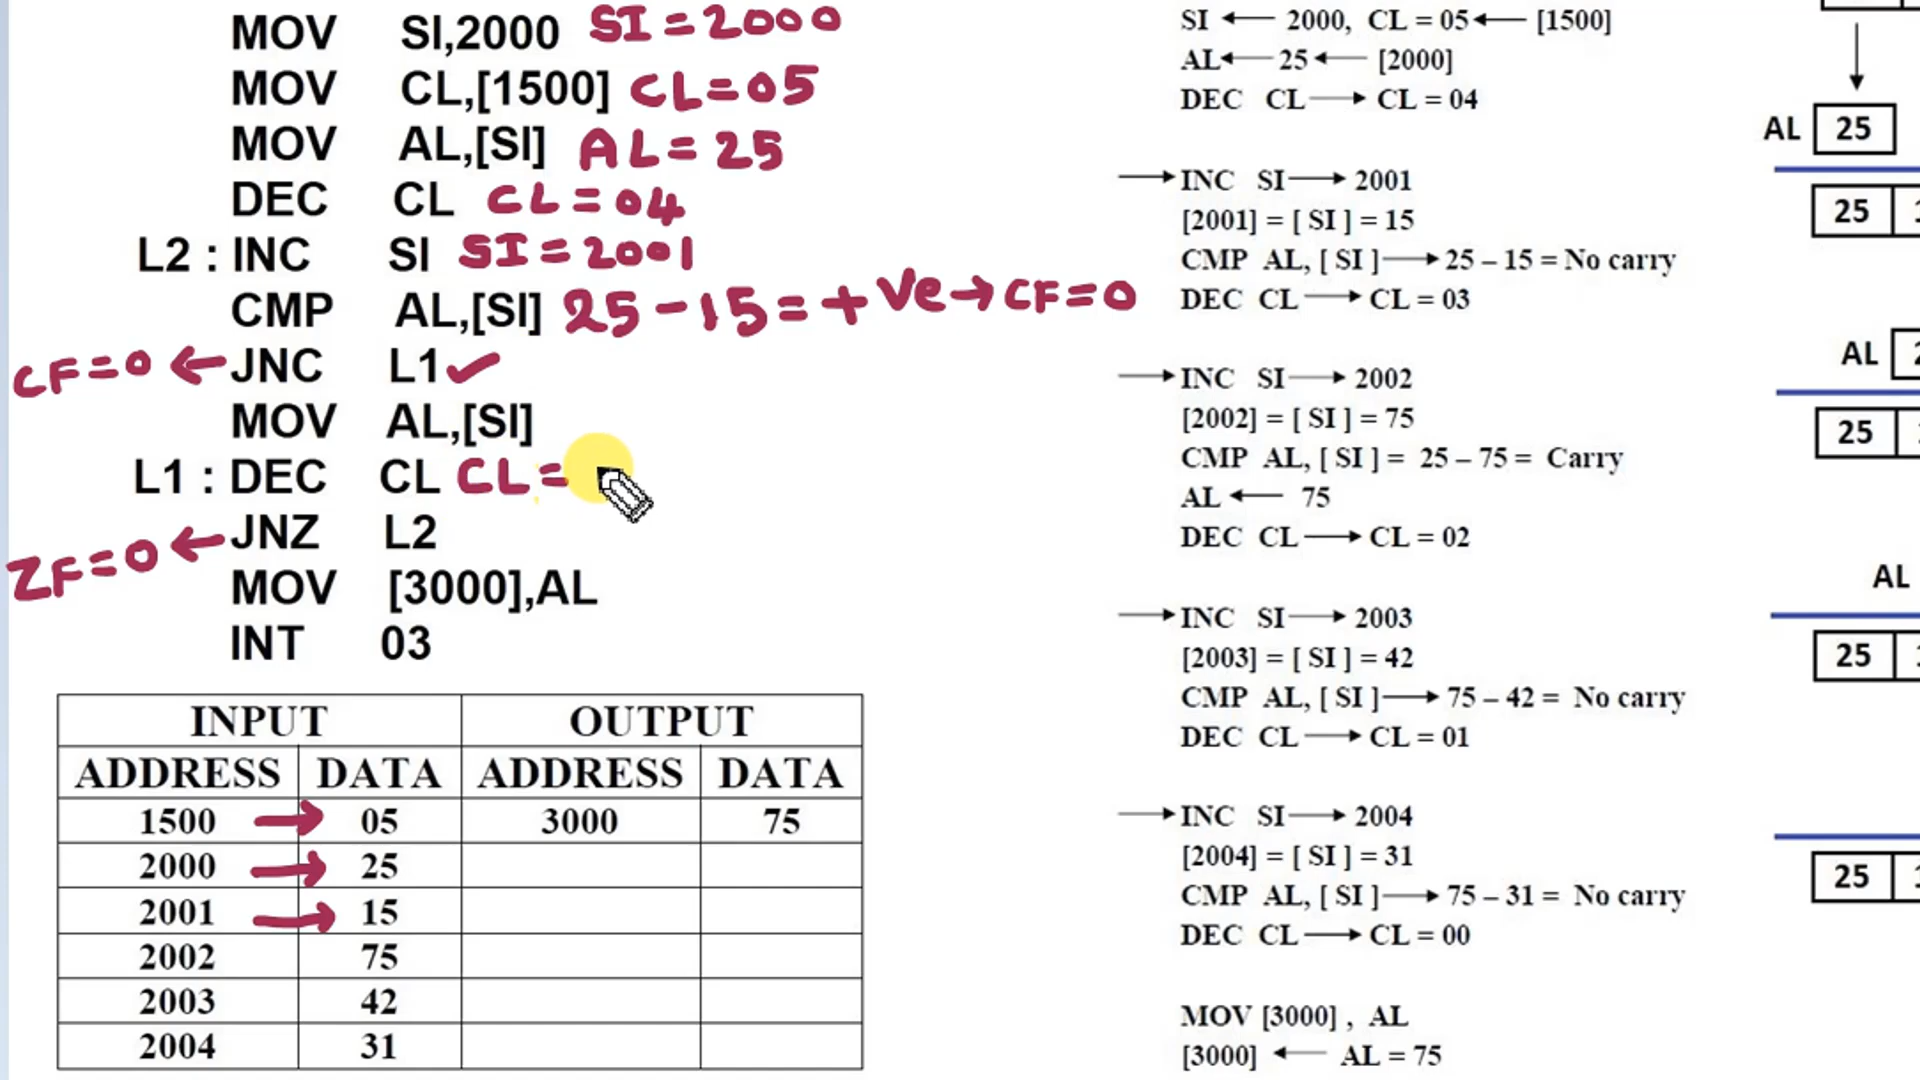 MOV SI,2000 SI=2000
MOV CL,[1500] CL=05
MOV AL,[SI] AL=25
DEC CL CL=04
L2 : INC SI SI=2001
CMP AL,[SI] 25-15=+ve→CF=0
CF=0 ← JNC L1 ✓
MOV AL,[SI]
L1 : DEC CL CL=
ZF=0 ← JNZ L2
MOV [3000],AL
INT 03
INPUT OUTPUT
ADDRESS DATA ADDRESS DATA
1500 → 05 3000 75
2000 → 25
2001 → 15
2002 75
2003 42
2004 31
SI ← 2000, CL = 05 ← [1500]
AL ← 25 ← [2000]
DEC CL → CL = 04
→ INC SI → 2001
[2001] = [ SI ] = 15
CMP AL, [ SI ] → 25 – 15 = No carry
DEC CL → CL = 03
→ INC SI → 2002
[2002] = [ SI ] = 75
CMP AL, [ SI ] = 25 – 75 = Carry
AL ← 75
DEC CL → CL = 02
→ INC SI → 2003
[2003] = [ SI ] = 42
CMP AL, [ SI ] → 75 – 42 = No carry
DEC CL → CL = 01
→ INC SI → 2004
[2004] = [ SI ] = 31
CMP AL, [ SI ] → 75 – 31 = No carry
DEC CL → CL = 00
MOV [3000] , AL
[3000] ← AL = 75
AL 25
25
AL
25
AL
25
25